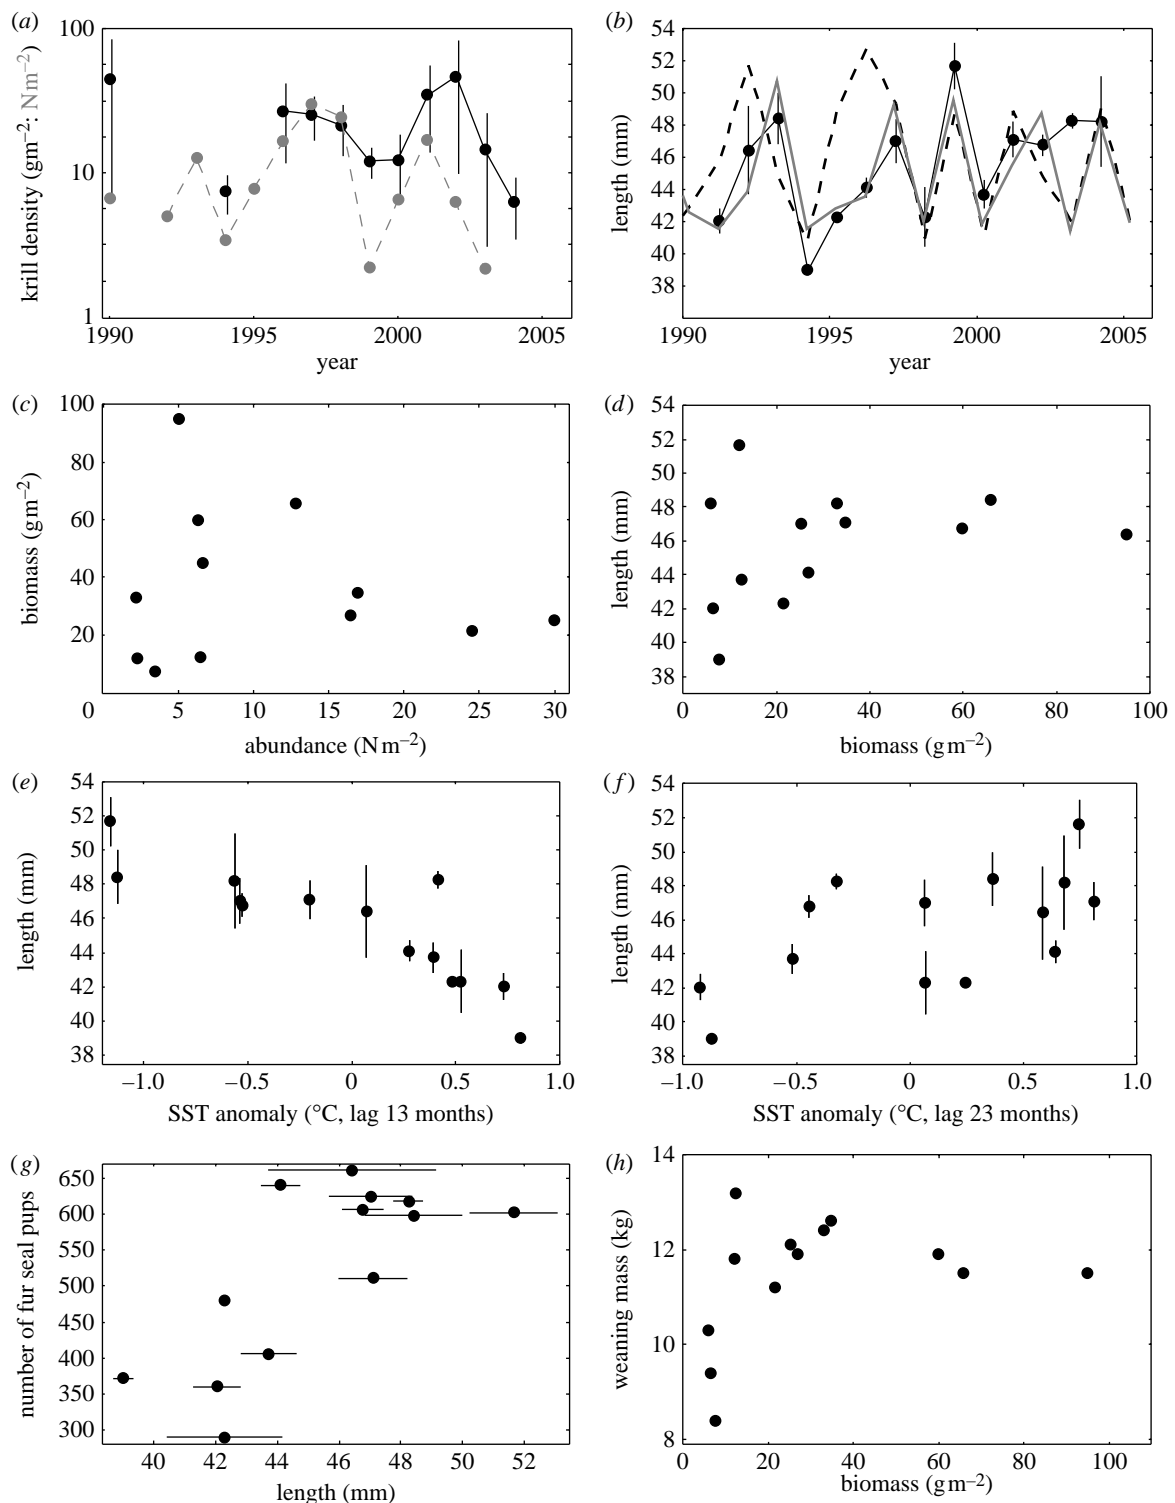 (a)
100
10
1
krill density (gm−2: Nm−2)
1990 1995 2000 2005
year
(b)
54
52
50
48
46
44
42
40
38
length (mm)
1990 1995 2000 2005
year
(c)
100
80
60
40
20
biomass (gm−2)
0 5 10 15 20 25 30
abundance (Nm−2)
(d)
54
52
50
48
46
44
42
40
38
length (mm)
0 20 40 60 80 100
biomass (gm−2)
(e)
54
52
50
48
46
44
42
40
38
length (mm)
−1.0 −0.5 0 0.5 1.0
SST anomaly (°C, lag 13 months)
(f)
54
52
50
48
46
44
42
40
38
length (mm)
−1.0 −0.5 0 0.5 1.0
SST anomaly (°C, lag 23 months)
(g)
650
600
550
500
450
400
350
300
number of fur seal pups
40 42 44 46 48 50 52
length (mm)
(h)
14
12
10
8
weaning mass (kg)
0 20 40 60 80 100
biomass (gm−2)